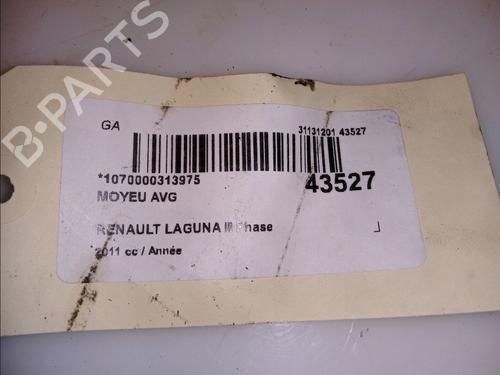 GA
31131201 43527
*1070000313975
43527
MOYEU AVG
RENAULT LAGUNA III Phase
2011 cc / Année
B-PARTS